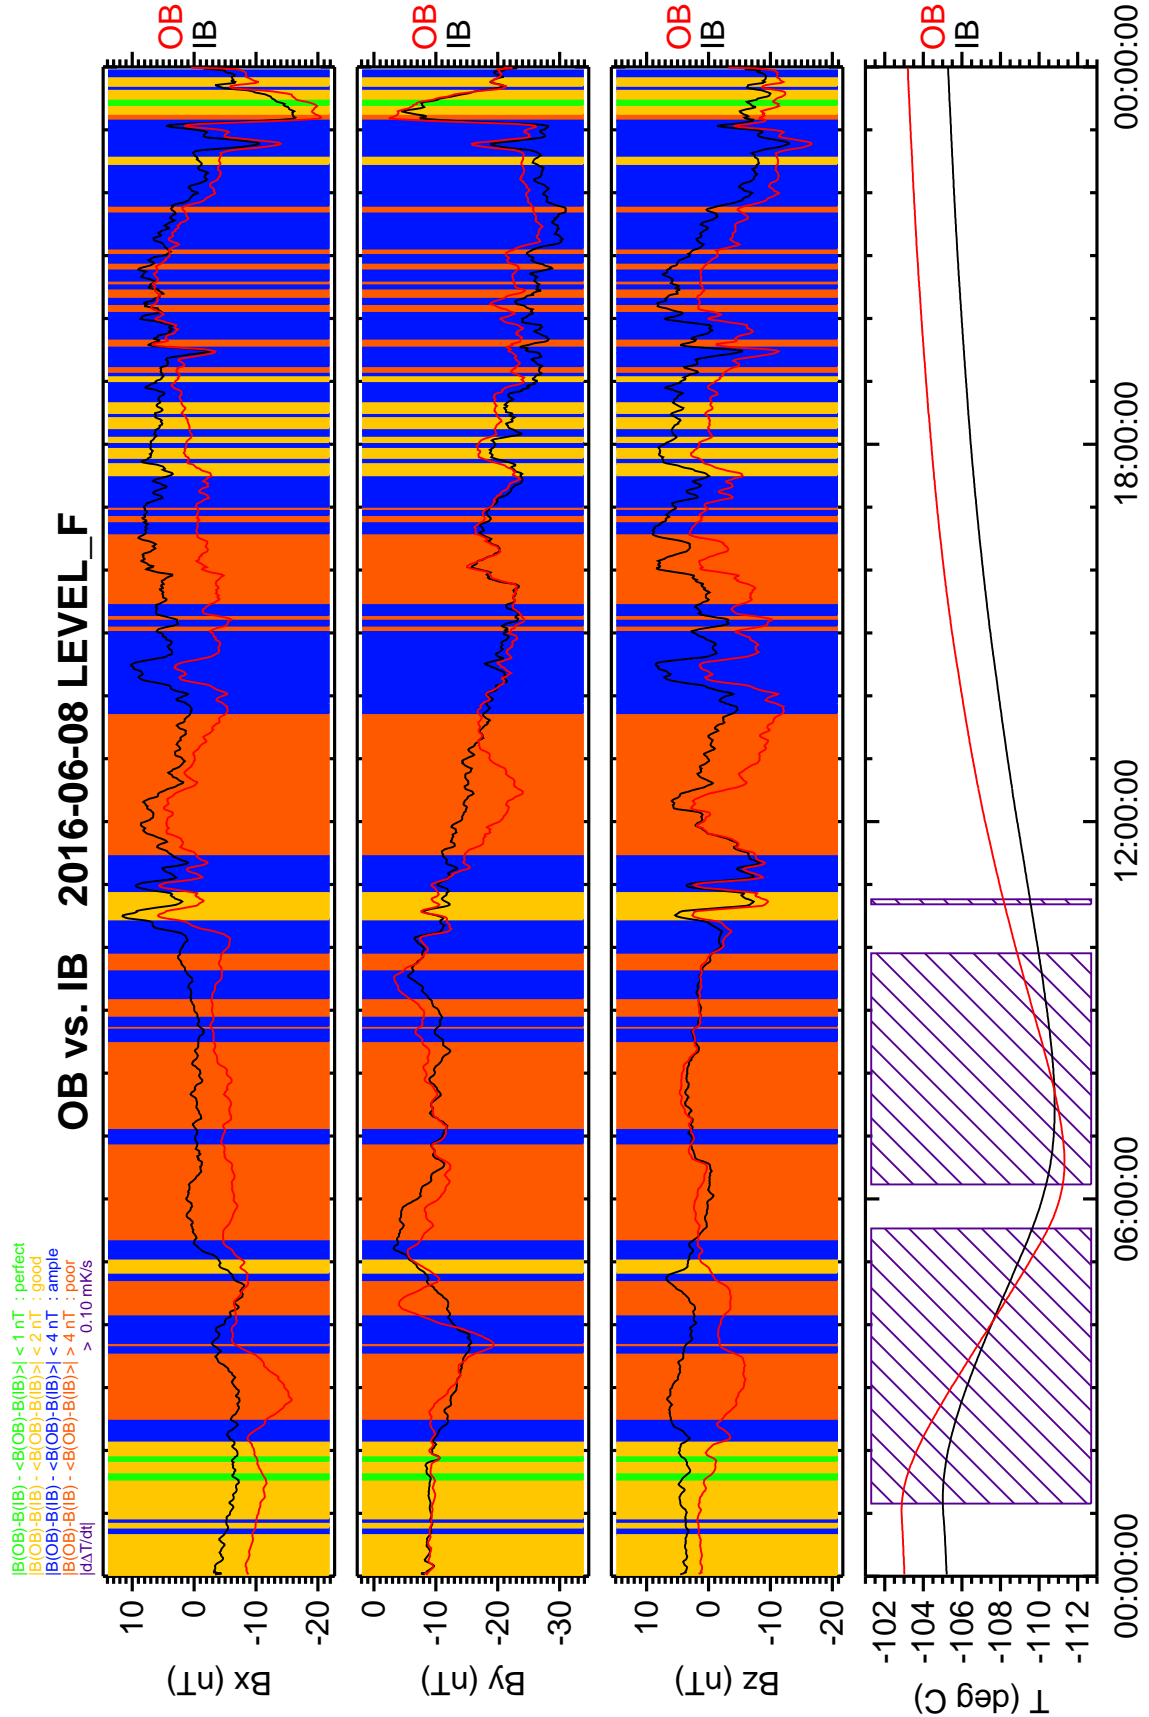 OB vs. IB 2016-06-08 LEVEL_F
|B(OB)-B(IB) - <B(OB)-B(IB)>| < 1 nT : perfect
|B(OB)-B(IB) - <B(OB)-B(IB)>| < 2 nT : good
|B(OB)-B(IB) - <B(OB)-B(IB)>| < 4 nT : ample
|B(OB)-B(IB) - <B(OB)-B(IB)>| > 4 nT : poor
|dΔT/dt| > 0.10 mK/s
Bx (nT)
10
0
-10
-20
OB
IB
By (nT)
0
-10
-20
-30
OB
IB
Bz (nT)
10
0
-10
-20
OB
IB
T (deg C)
-102
-104
-106
-108
-110
-112
OB
IB
00:00:00 06:00:00 12:00:00 18:00:00 00:00:00